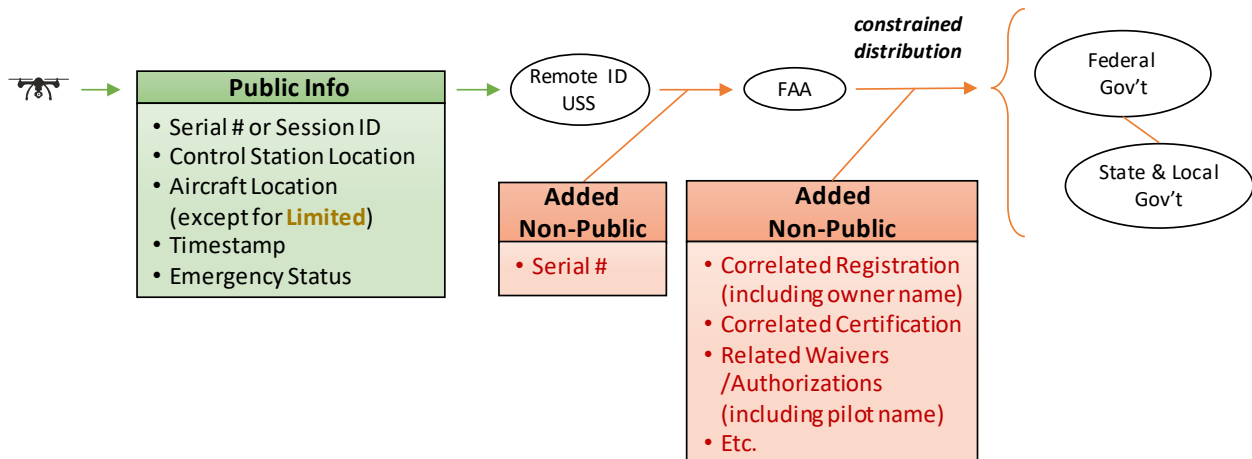 Public Info
• Serial # or Session ID
• Control Station Location
• Aircraft Location
(except for Limited)
• Timestamp
• Emergency Status
Remote ID
USS
Added
Non-Public
• Serial #
FAA
Added
Non-Public
• Correlated Registration
(including owner name)
• Correlated Certification
• Related Waivers
/Authorizations
(including pilot name)
• Etc.
constrained
distribution
Federal
Gov't
State & Local
Gov't